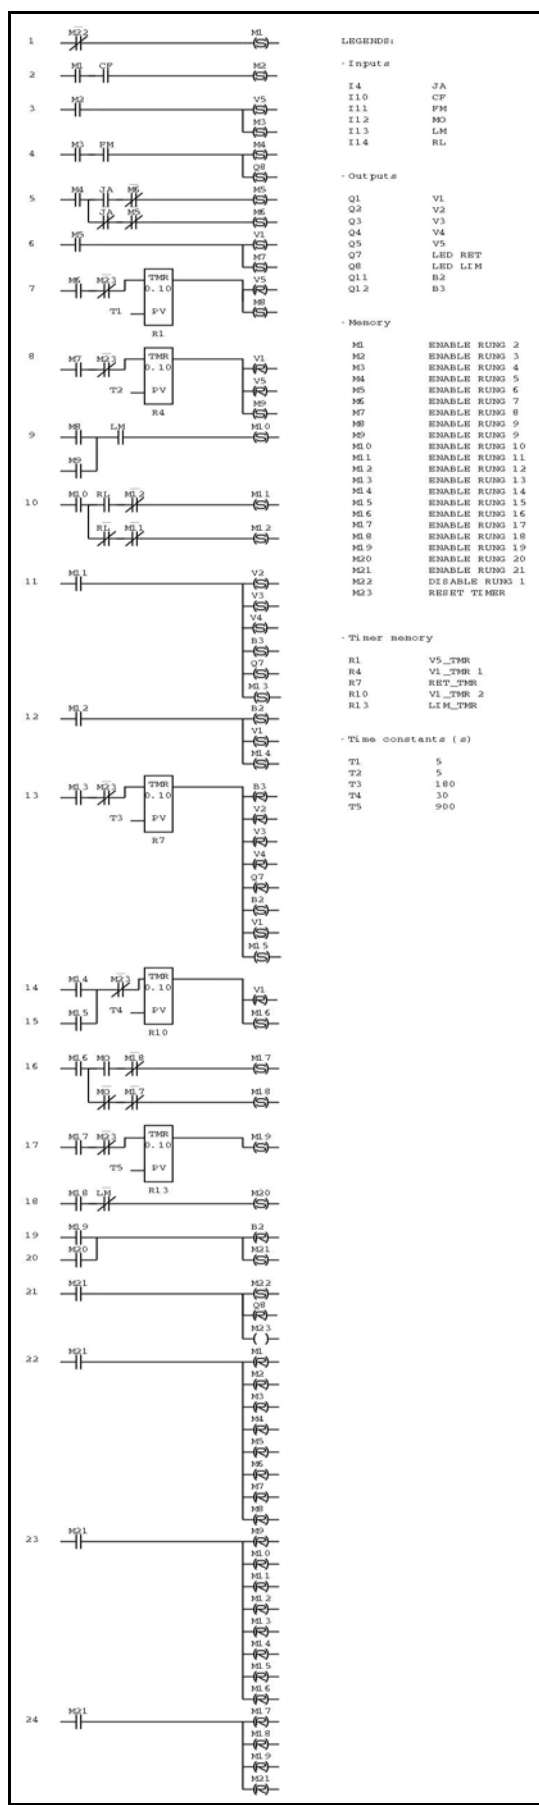 1 M22 M1
2 M1 CF M2
3 M2 V5
M3
4 M3 FM M4
Q8
5 M4 JA M6 M5
JA M5 M6
6 M5 V1
M7
7 M6 M23 TMR 0.10 V5
T1 PV M8
R1
8 M7 M23 TMR 0.10 V1
T2 PV V5
R4 M9
9 M8 LM M10
M9
10 M10 RL M12 M11
RL M11 M12
11 M11 V2
V3
V4
B3
Q7
M13
12 M12 B2
V1
M14
13 M13 M23 TMR 0.10 B3
T3 PV V2
R7 V3
V4
Q7
B2
V1
M15
14 M14 M23 TMR 0.10 V1
15 M15 T4 PV M16
R10
16 M16 MO M18 M17
MO M17 M18
17 M17 M23 TMR 0.10 M19
T5 PV
R13
18 M18 LM M20
19 M19 B2
20 M20 M21
21 M21 M22
Q8
M23
22 M21 M1
M2
M3
M4
M5
M6
M7
M8
23 M21 M9
M10
M11
M12
M13
M14
M15
M16
24 M21 M17
M18
M19
M21
LEGENDS:
·Inputs
I4 JA
I10 CF
I11 FM
I12 MO
I13 LM
I14 RL
·Outputs
Q1 V1
Q2 V2
Q3 V3
Q4 V4
Q5 V5
Q7 LED RET
Q8 LED LIM
Q11 B2
Q12 B3
·Memory
M1 ENABLE RUNG 2
M2 ENABLE RUNG 3
M3 ENABLE RUNG 4
M4 ENABLE RUNG 5
M5 ENABLE RUNG 6
M6 ENABLE RUNG 7
M7 ENABLE RUNG 8
M8 ENABLE RUNG 9
M9 ENABLE RUNG 9
M10 ENABLE RUNG 10
M11 ENABLE RUNG 11
M12 ENABLE RUNG 12
M13 ENABLE RUNG 13
M14 ENABLE RUNG 14
M15 ENABLE RUNG 15
M16 ENABLE RUNG 16
M17 ENABLE RUNG 17
M18 ENABLE RUNG 18
M19 ENABLE RUNG 19
M20 ENABLE RUNG 20
M21 ENABLE RUNG 21
M22 DISABLE RUNG 1
M23 RESET TIMER
·Timer memory
R1 V5_TMR
R4 V1_TMR 1
R7 RET_TMR
R10 V1_TMR 2
R13 LIM_TMR
·Time constants (s)
T1 5
T2 5
T3 180
T4 30
T5 900